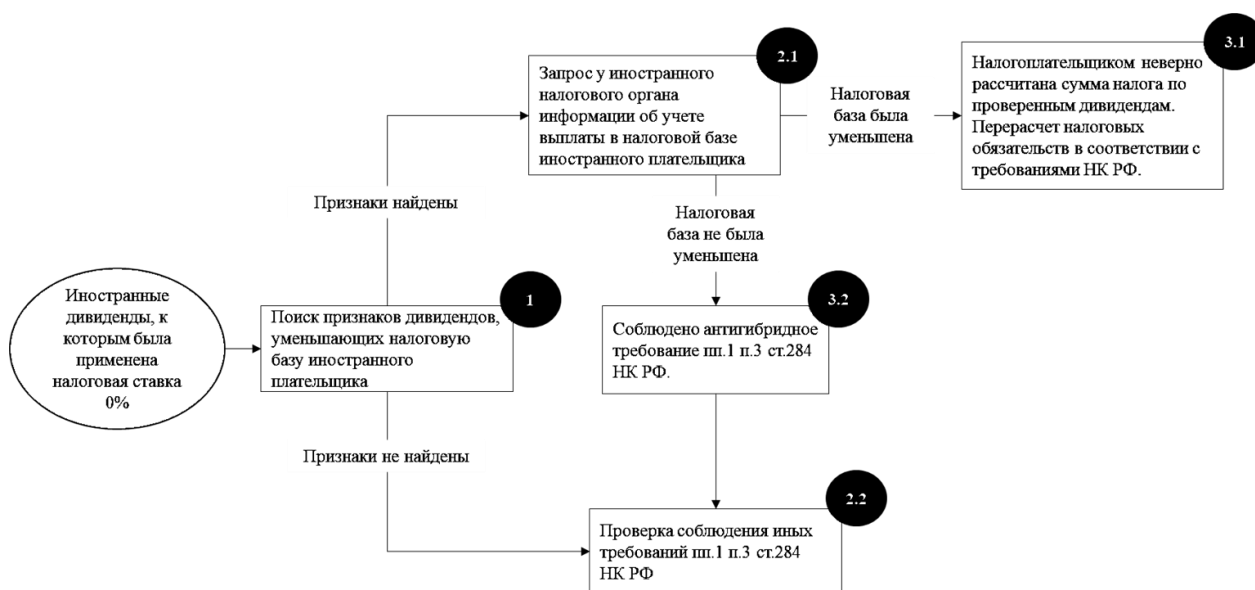 2.1
Запрос у иностранного
налогового органа
информации об учете
выплаты в налоговой базе
иностранного плательщика
Налоговая
база была
уменьшена
3.1
Налогоплательщиком неверно
рассчитана сумма налога по
проверенным дивидендам.
Перерасчет налоговых
обязательств в соответствии с
требованиями НК РФ.
Признаки найдены
Налоговая
база не была
уменьшена
Иностранные
дивиденды, к
которым была
применена
налоговая ставка
0%
1
Поиск признаков дивидендов,
уменьшающих налоговую
базу иностранного
плательщика
3.2
Соблюдено антигибридное
требование пп.1 п.3 ст.284
НК РФ.
Признаки не найдены
2.2
Проверка соблюдения иных
требований пп.1 п.3 ст.284
НК РФ